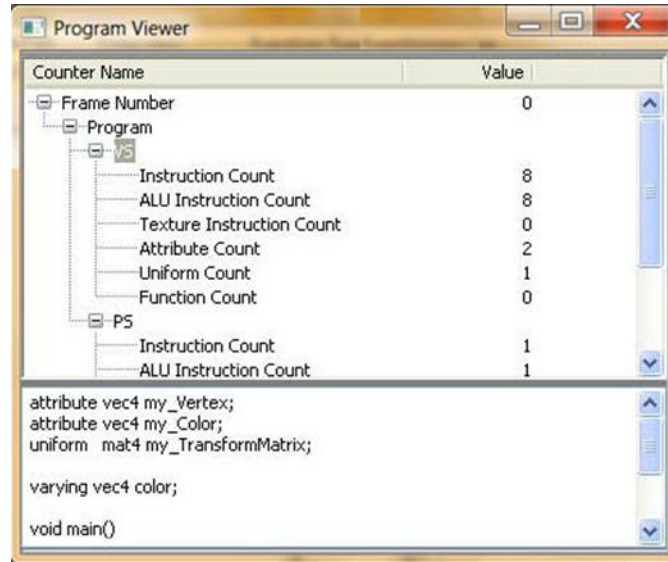 Program Viewer
Counter Name Value
Frame Number 0
Program
VS
Instruction Count 8
ALU Instruction Count 8
Texture Instruction Count 0
Attribute Count 2
Uniform Count 1
Function Count 0
PS
Instruction Count 1
ALU Instruction Count 1
attribute vec4 my_Vertex;
attribute vec4 my_Color;
uniform mat4 my_TransformMatrix;
varying vec4 color;
void main()